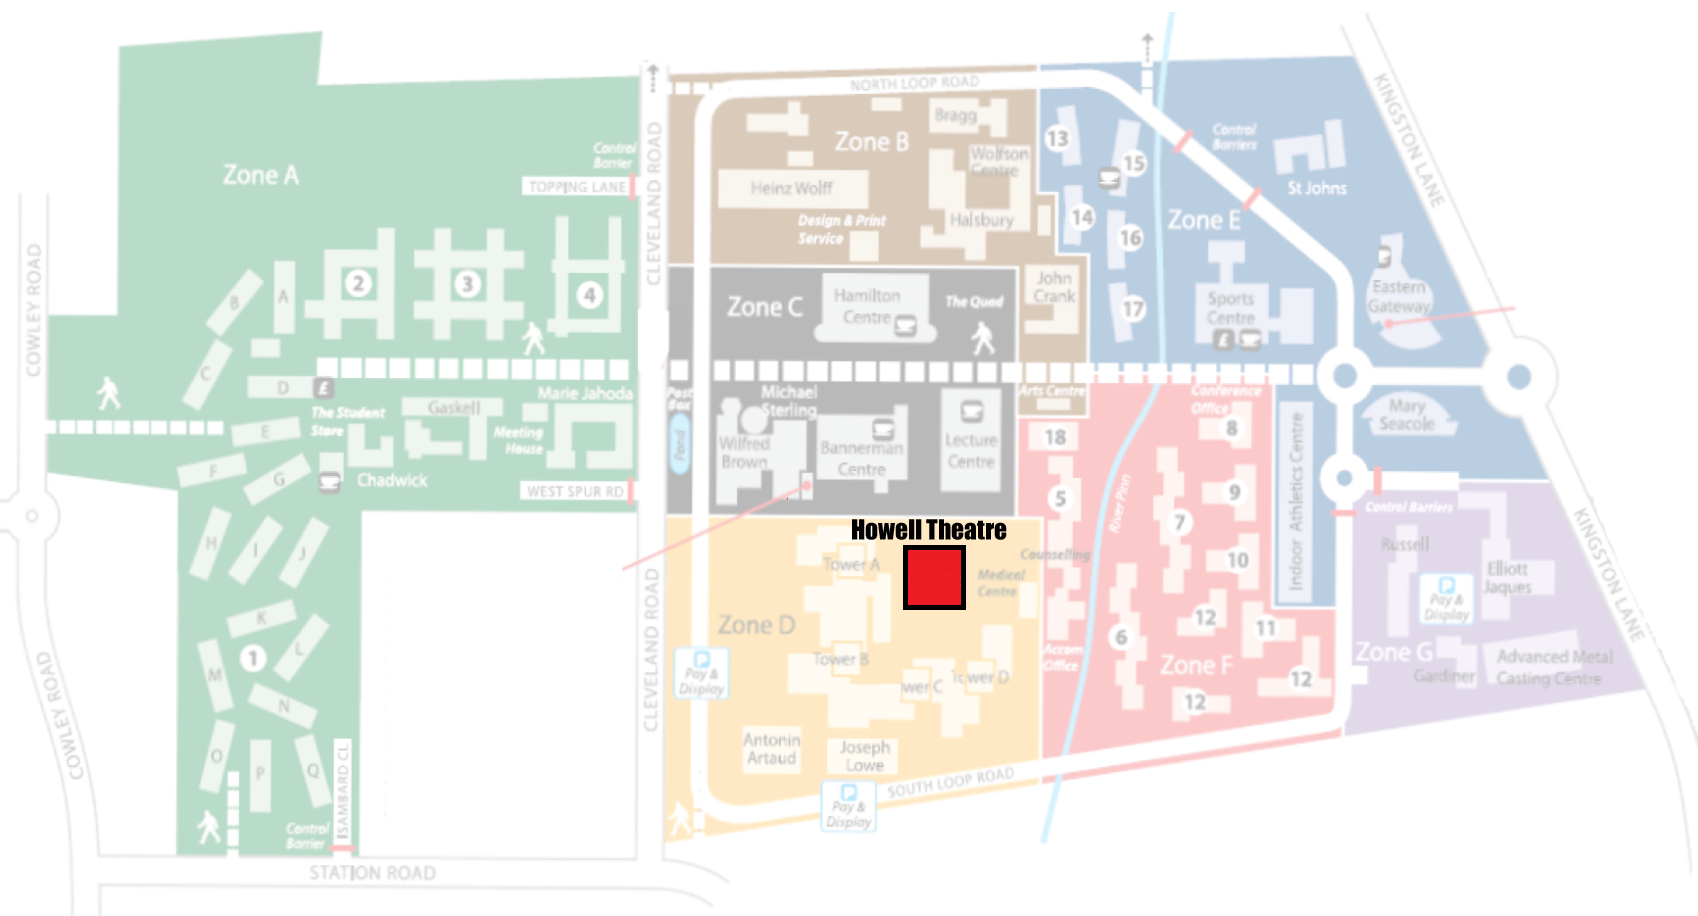 NORTH LOOP ROAD
KINGSTON LANE
Zone A
Control
Barrier
TOPPING LANE
CLEVELAND ROAD
Bragg
Zone B
Wolfson
Centre
Heinz Wolff
Halsbury
Design & Print
Service
13
15
14
16
17
Control
Barriers
St Johns
Zone E
COWLEY ROAD
2
3
4
A
B
C
D
£
Zone C
Hamilton
Centre
The Quad
John
Crank
Sports
Centre
£
Eastern
Gateway
Marie Jahoda
The Student
Store
Gaskell
Meeting
House
E
F
G
Chadwick
WEST SPUR RD
Post
Box
Pond
Michael
Sterling
Wilfred
Brown
Bannerman
Centre
Lecture
Centre
Arts Centre
Conference
Office
Mary
Seacole
18
8
5
9
7
10
River Pinn
Indoor Athletics Centre
Control Barriers
KINGSTON LANE
Howell Theatre
H
I
J
K
L
M
N
O
P
Q
1
COWLEY ROAD
CLEVELAND ROAD
Tower A
Counselling
Medical
Centre
Zone D
Tower B
wer C
ower D
P
Pay &
Display
Antonin
Artaud
Joseph
Lowe
P
Pay &
Display
SOUTH LOOP ROAD
6
12
11
Accom
Office
Zone F
12
12
Russell
Elliott
Jaques
P
Pay &
Display
Zone G
Gardiner
Advanced Metal
Casting Centre
Control
Barrier
ISAMBARD CL
STATION ROAD